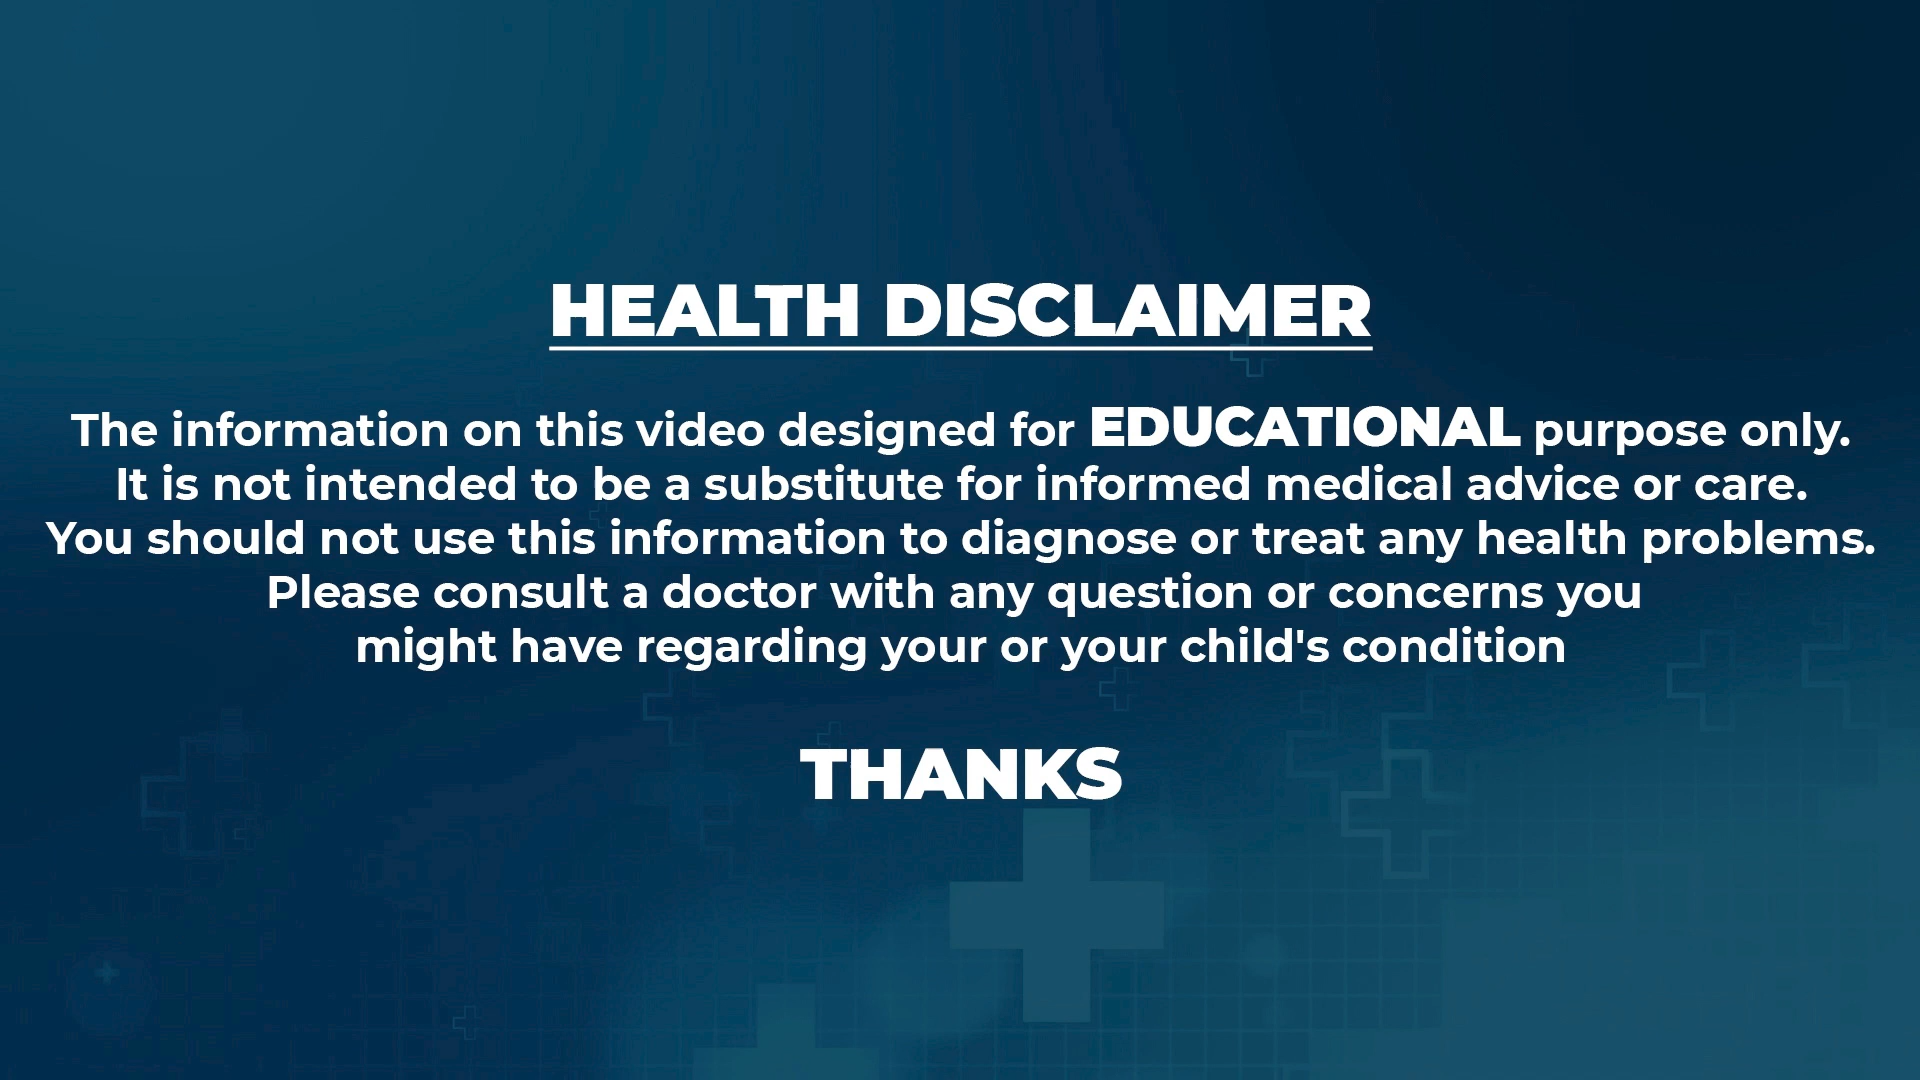 HEALTH DISCLAIMER
The information on this video designed for EDUCATIONAL purpose only.
It is not intended to be a substitute for informed medical advice or care.
You should not use this information to diagnose or treat any health problems.
Please consult a doctor with any question or concerns you
might have regarding your or your child's condition
THANKS